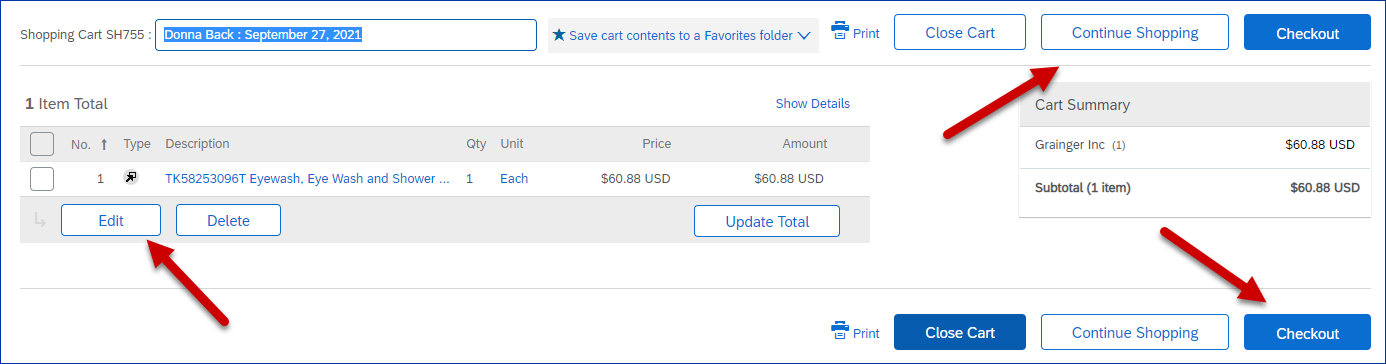 Shopping Cart SH755 : Donna Back : September 27, 2021 Save cart contents to a Favorites folder Print Close Cart Continue Shopping Checkout
1 Item Total Show Details
Cart Summary
No. ↑ Type Description Qty Unit Price Amount
Grainger Inc (1) $60.88 USD
1 TK58253096T Eyewash, Eye Wash and Shower ... 1 Each $60.88 USD $60.88 USD
Subtotal (1 item) $60.88 USD
Edit Delete Update Total
Print Close Cart Continue Shopping Checkout